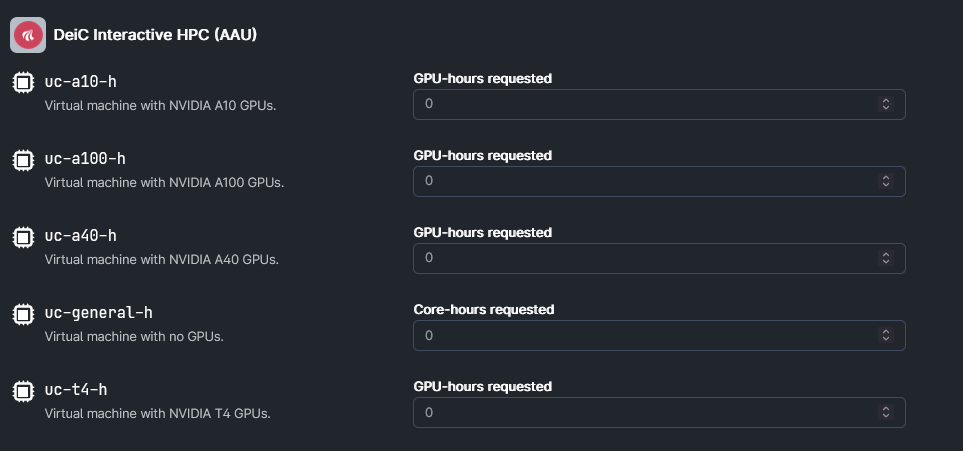 DeiC Interactive HPC (AAU)
uc-a10-h
Virtual machine with NVIDIA A10 GPUs.
GPU-hours requested
0
uc-a100-h
Virtual machine with NVIDIA A100 GPUs.
GPU-hours requested
0
uc-a40-h
Virtual machine with NVIDIA A40 GPUs.
GPU-hours requested
0
uc-general-h
Virtual machine with no GPUs.
Core-hours requested
0
uc-t4-h
Virtual machine with NVIDIA T4 GPUs.
GPU-hours requested
0